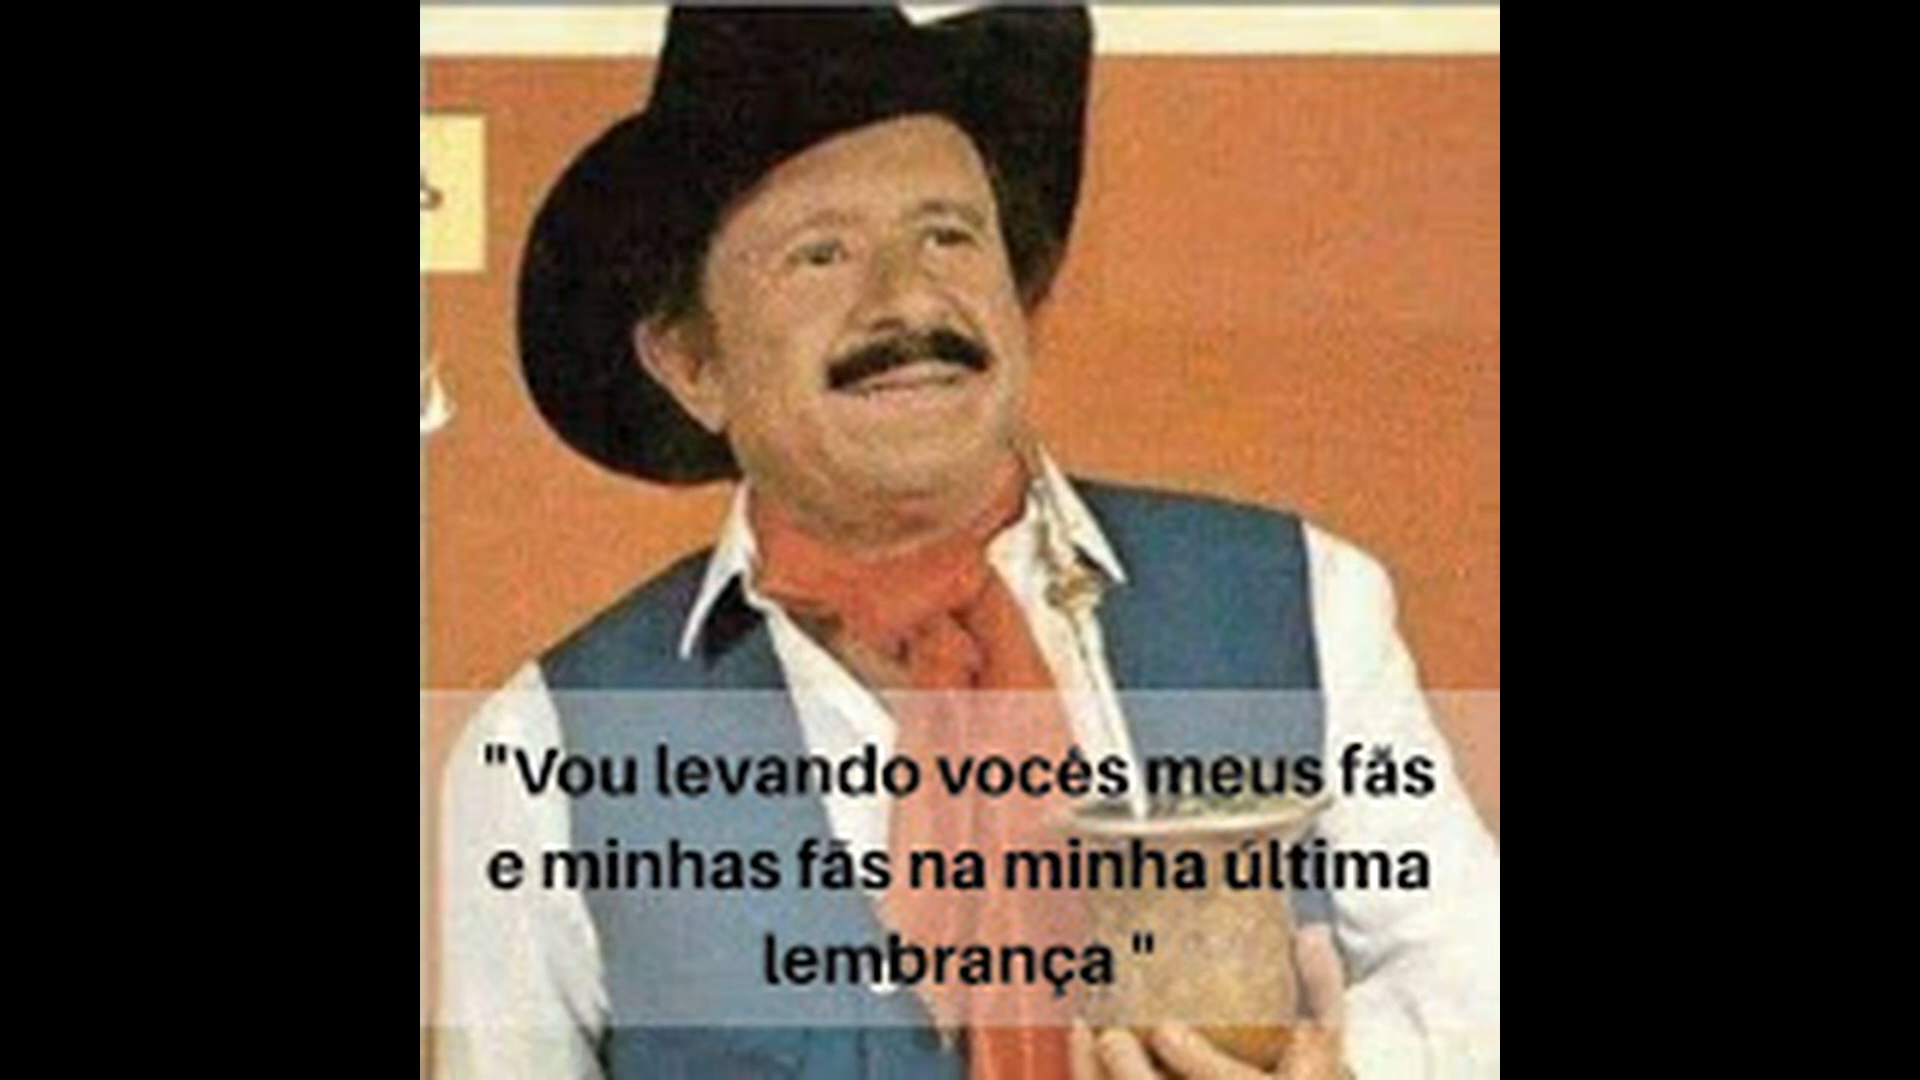 "Vou levando vocês meus fãs
e minhas fãs na minha última
lembrança "